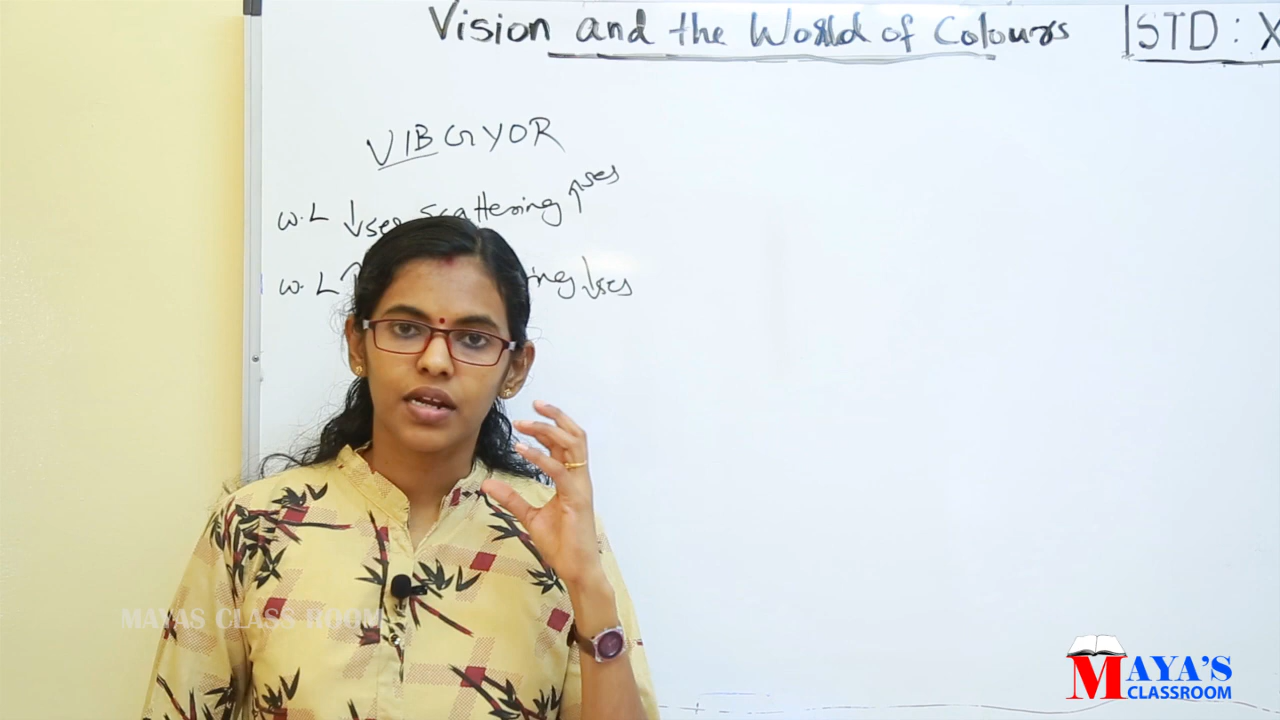 Vision and the World of Colours
STD: X
VIBGYOR
w.L ↓ses scattering ↑ses
w.L↑ ing ↓ses
MAYAS CLASS ROOM
MAYA'S
CLASSROOM